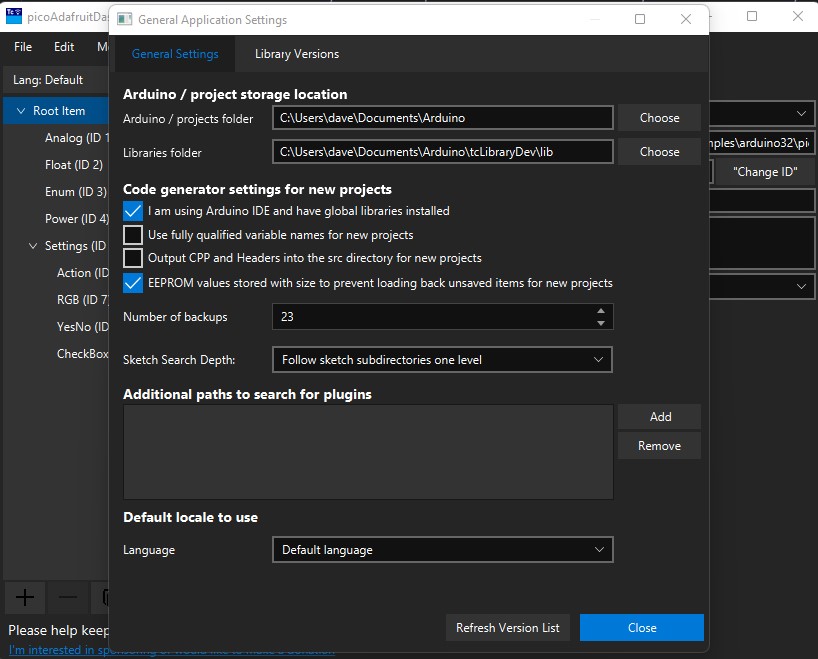 picoAdafruitDa
General Application Settings
File Edit
General Settings Library Versions
Lang: Default
Arduino / project storage location
Root Item
Arduino / projects folder C:\Users\dave\Documents\Arduino Choose
Analog (ID 1
Libraries folder C:\Users\dave\Documents\Arduino\tcLibraryDev\lib Choose
nples\arduino32\pi
Float (ID 2)
"Change ID"
Code generator settings for new projects
Enum (ID 3)
I am using Arduino IDE and have global libraries installed
Power (ID 4)
Use fully qualified variable names for new projects
Settings (ID
Output CPP and Headers into the src directory for new projects
Action (ID
EEPROM values stored with size to prevent loading back unsaved items for new projects
RGB (ID 7
Number of backups 23
YesNo (ID
CheckBox
Sketch Search Depth: Follow sketch subdirectories one level
Additional paths to search for plugins
Add
Remove
Default locale to use
Language Default language
Refresh Version List Close
Please help keep
I'm interested in sponsoring or would like to make a donation